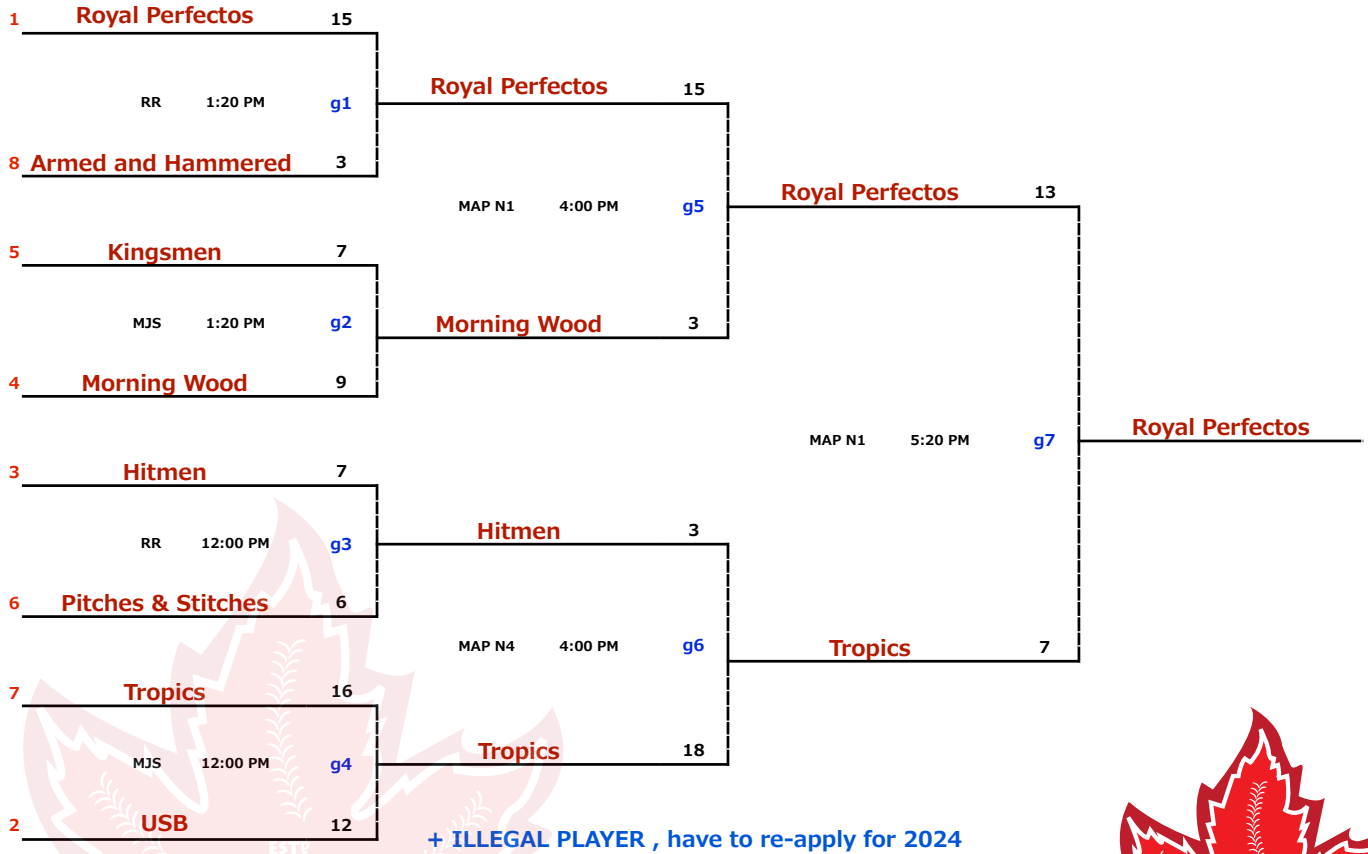 1 Royal Perfectos 15
RR 1:20 PM g1
8 Armed and Hammered 3
Royal Perfectos 15
MAP N1 4:00 PM g5
5 Kingsmen 7
MJS 1:20 PM g2
4 Morning Wood 9
Morning Wood 3
Royal Perfectos 13
MAP N1 5:20 PM g7
Royal Perfectos
3 Hitmen 7
RR 12:00 PM g3
6 Pitches & Stitches 6
Hitmen 3
MAP N4 4:00 PM g6
Tropics 7
7 Tropics 16
MJS 12:00 PM g4
2 USB 12
Tropics 18
+ ILLEGAL PLAYER , have to re-apply for 2024